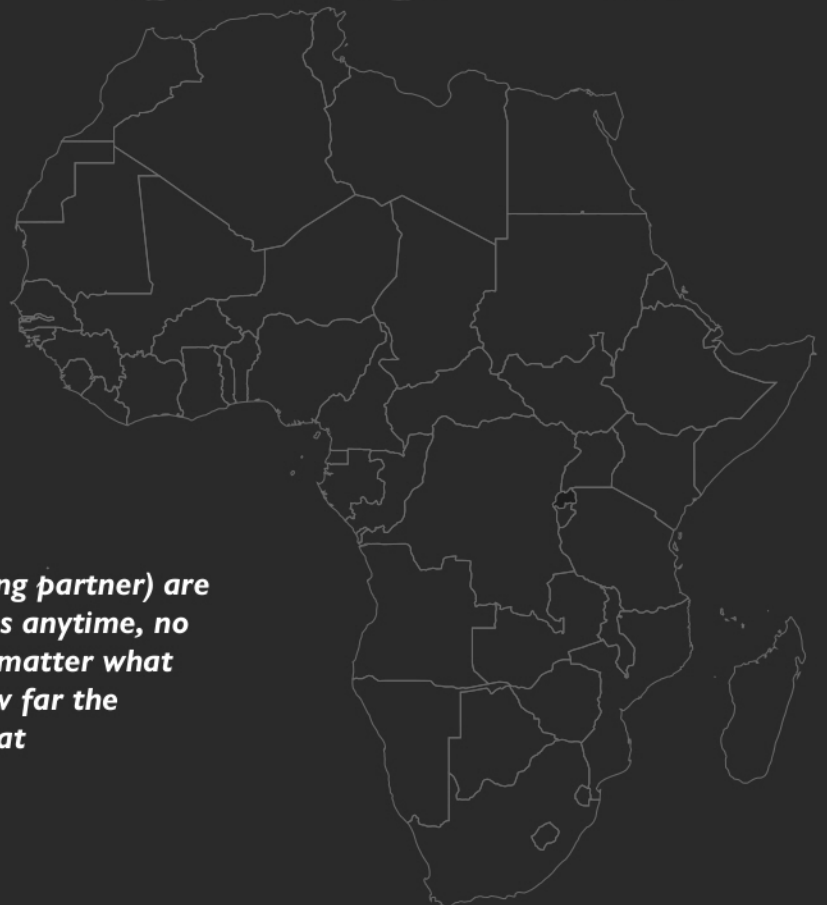 ng partner) are
s anytime, no
matter what
w far the
at